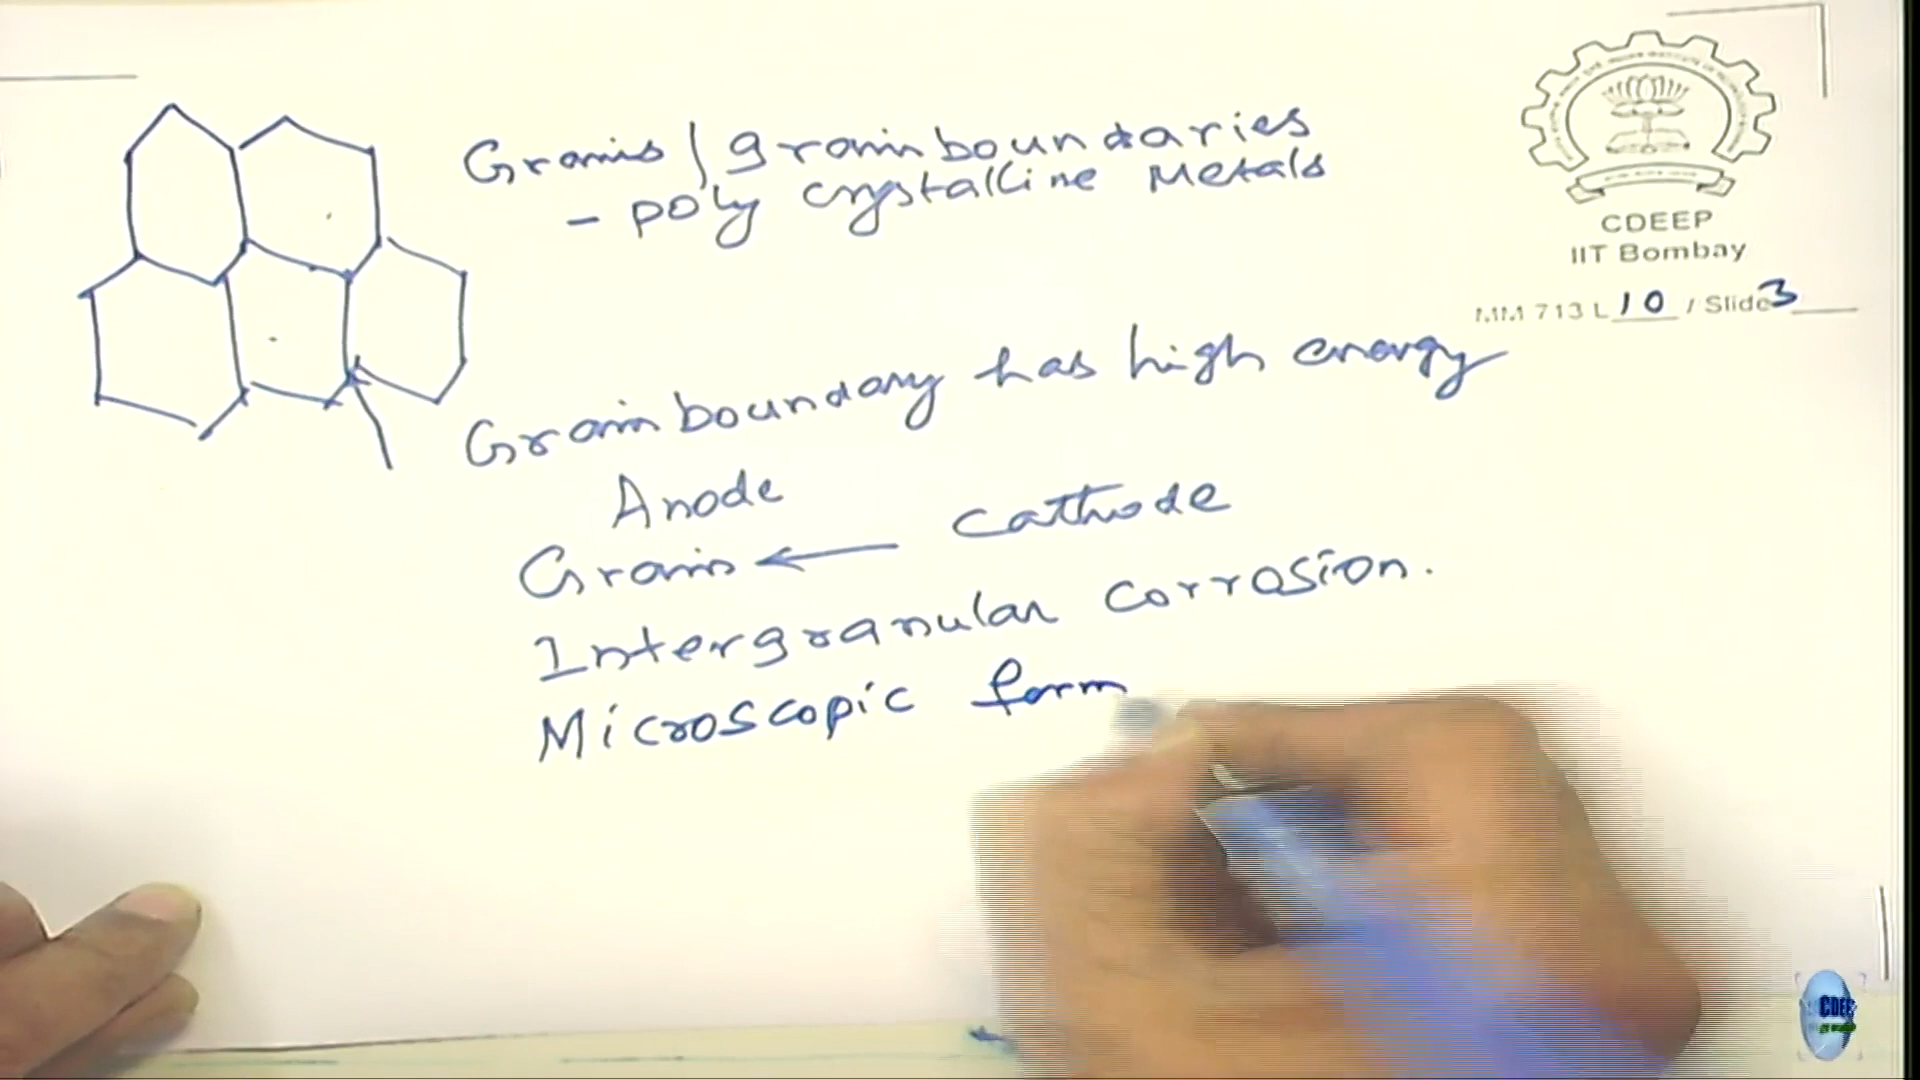 Grains / grain boundaries
- poly crystalline Metals
CDEEP
IIT Bombay
MM 713 L 10 / Slide 3
Grain boundary has high energy
Anode
Grain ← Cathode
Intergranular corrosion.
Microscopic form
CDEEP